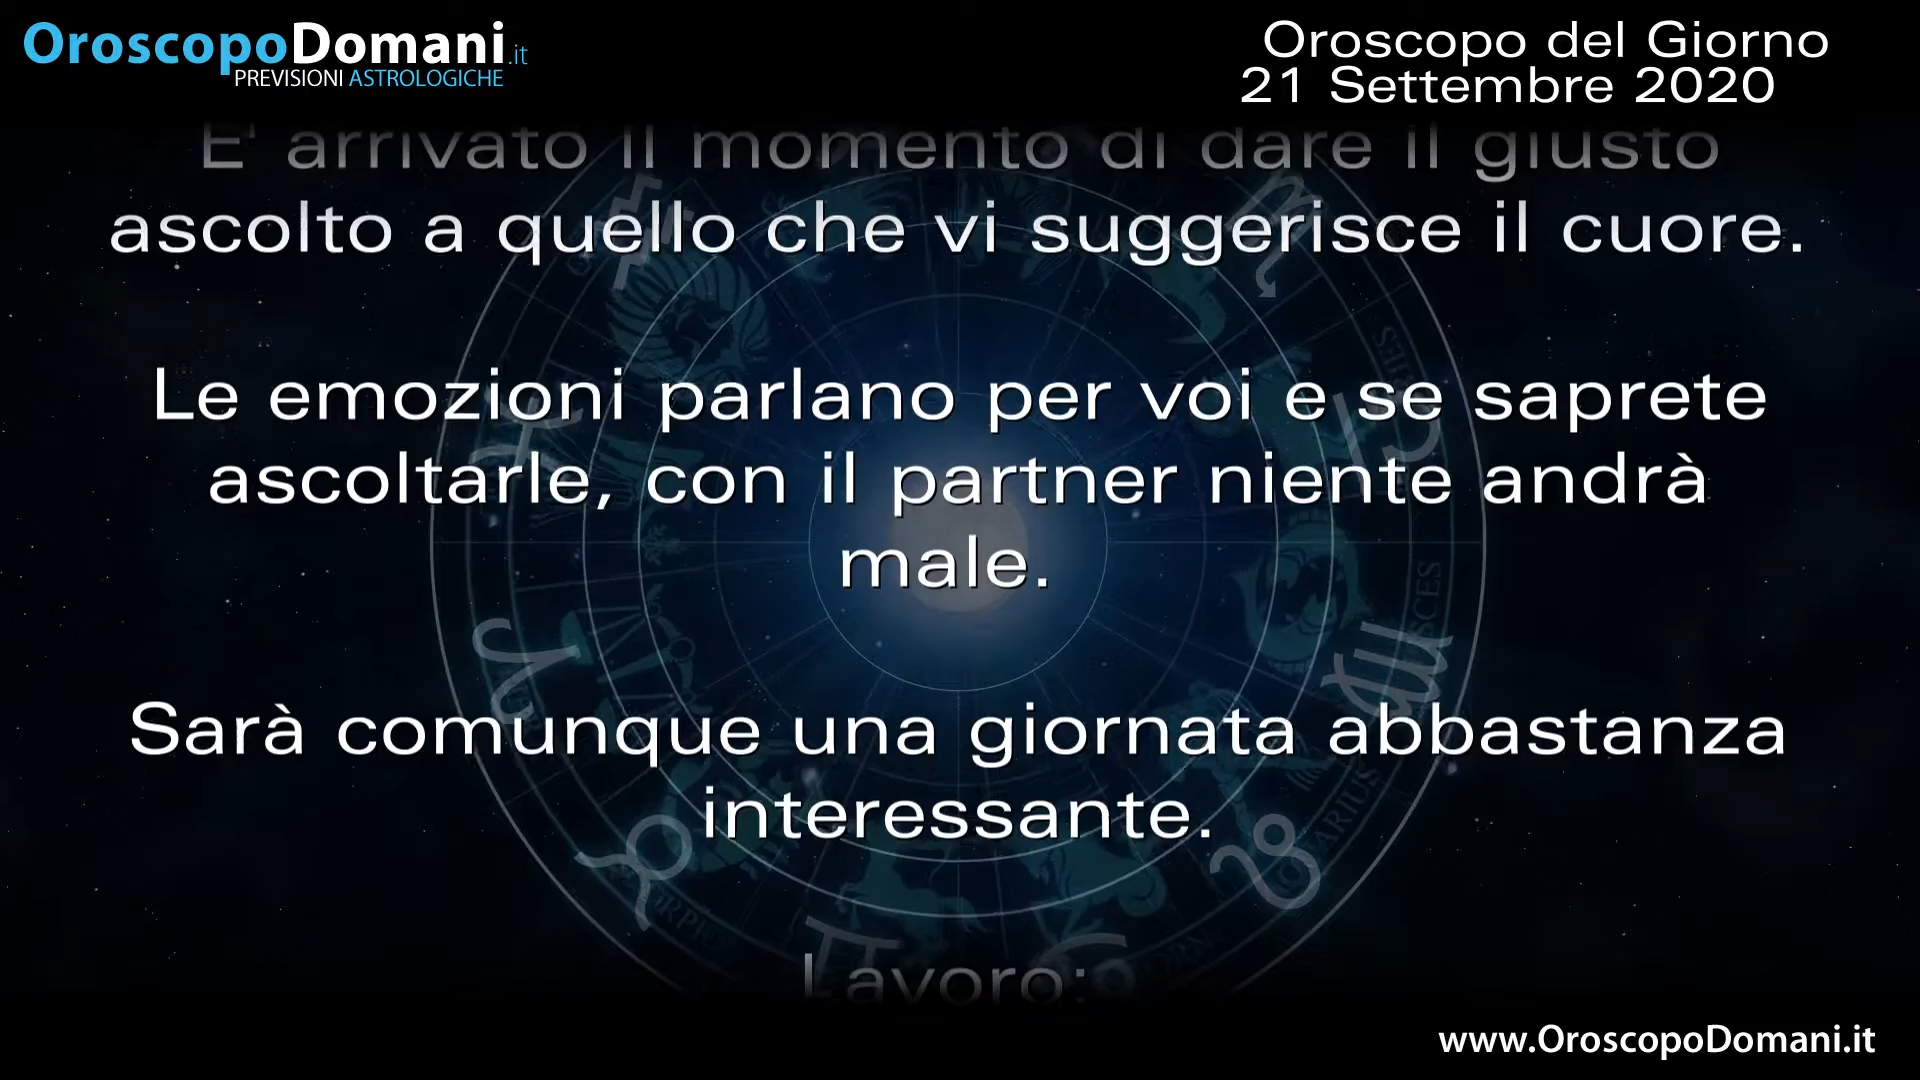 OroscopoDomani.it
PREVISIONI ASTROLOGICHE
Oroscopo del Giorno
21 Settembre 2020
E' arrivato il momento di dare il giusto
ascolto a quello che vi suggerisce il cuore.
Le emozioni parlano per voi e se saprete
ascoltarle, con il partner niente andrà
male.
Sarà comunque una giornata abbastanza
interessante.
Lavoro:
www.OroscopoDomani.it